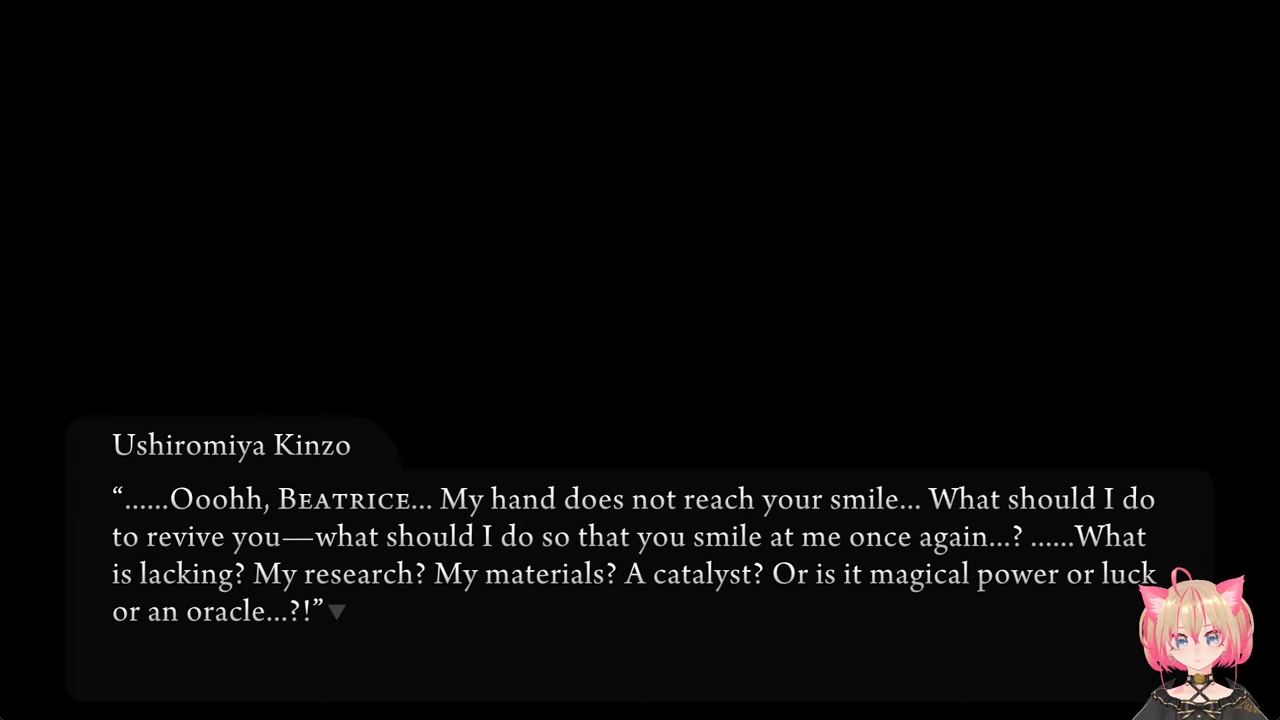 Ushiromiya Kinzo
“......Ooohh, BEATRICE... My hand does not reach your smile... What should I do
to revive you—what should I do so that you smile at me once again...? ......What
is lacking? My research? My materials? A catalyst? Or is it magical power or luck
or an oracle...?!”